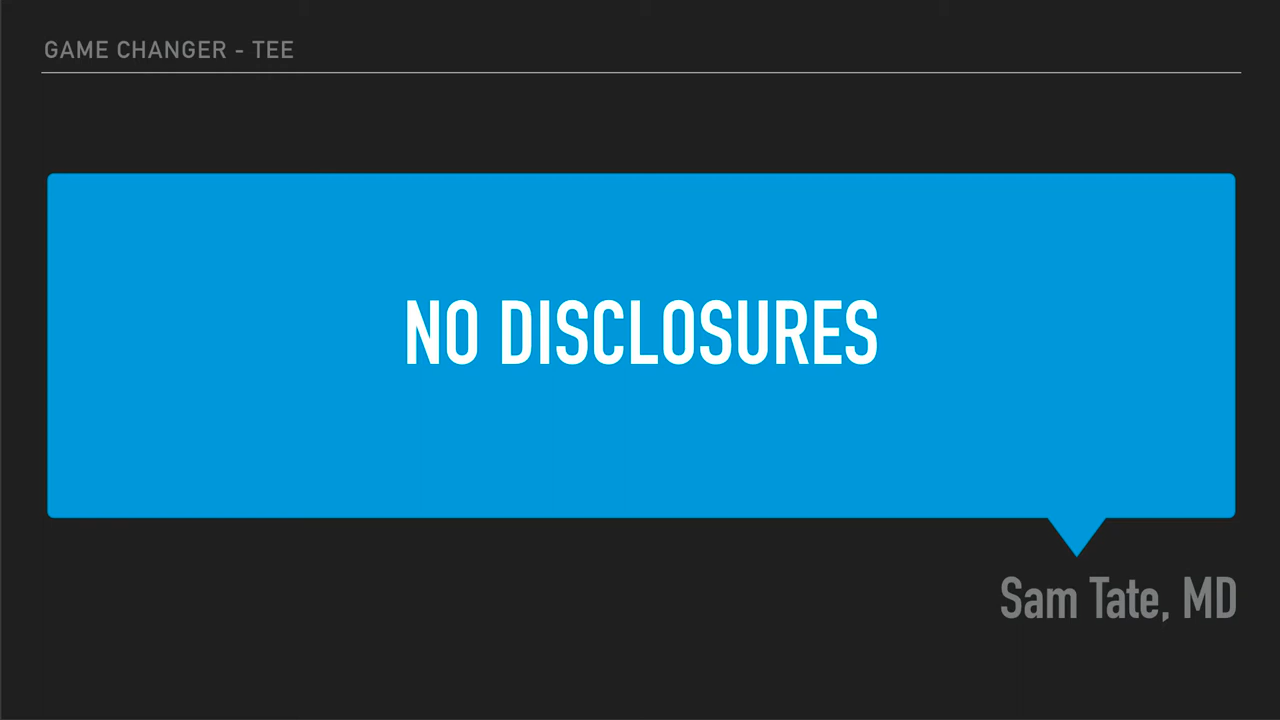 GAME CHANGER - TEE
NO DISCLOSURES
Sam Tate, MD